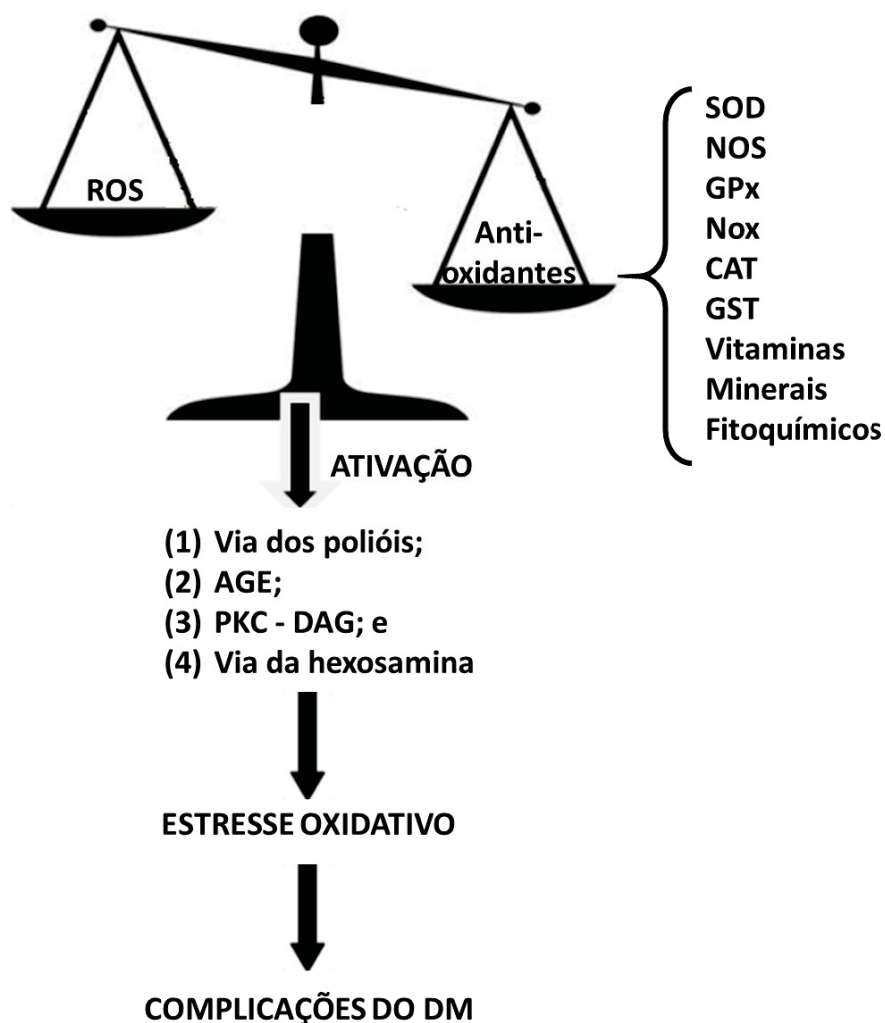 ROS
Anti-
oxidantes
SOD
NOS
GPx
Nox
CAT
GST
Vitaminas
Minerais
Fitoquímicos
ATIVAÇÃO
(1) Via dos polióis;
(2) AGE;
(3) PKC - DAG; e
(4) Via da hexosamina
ESTRESSE OXIDATIVO
COMPLICAÇÕES DO DM